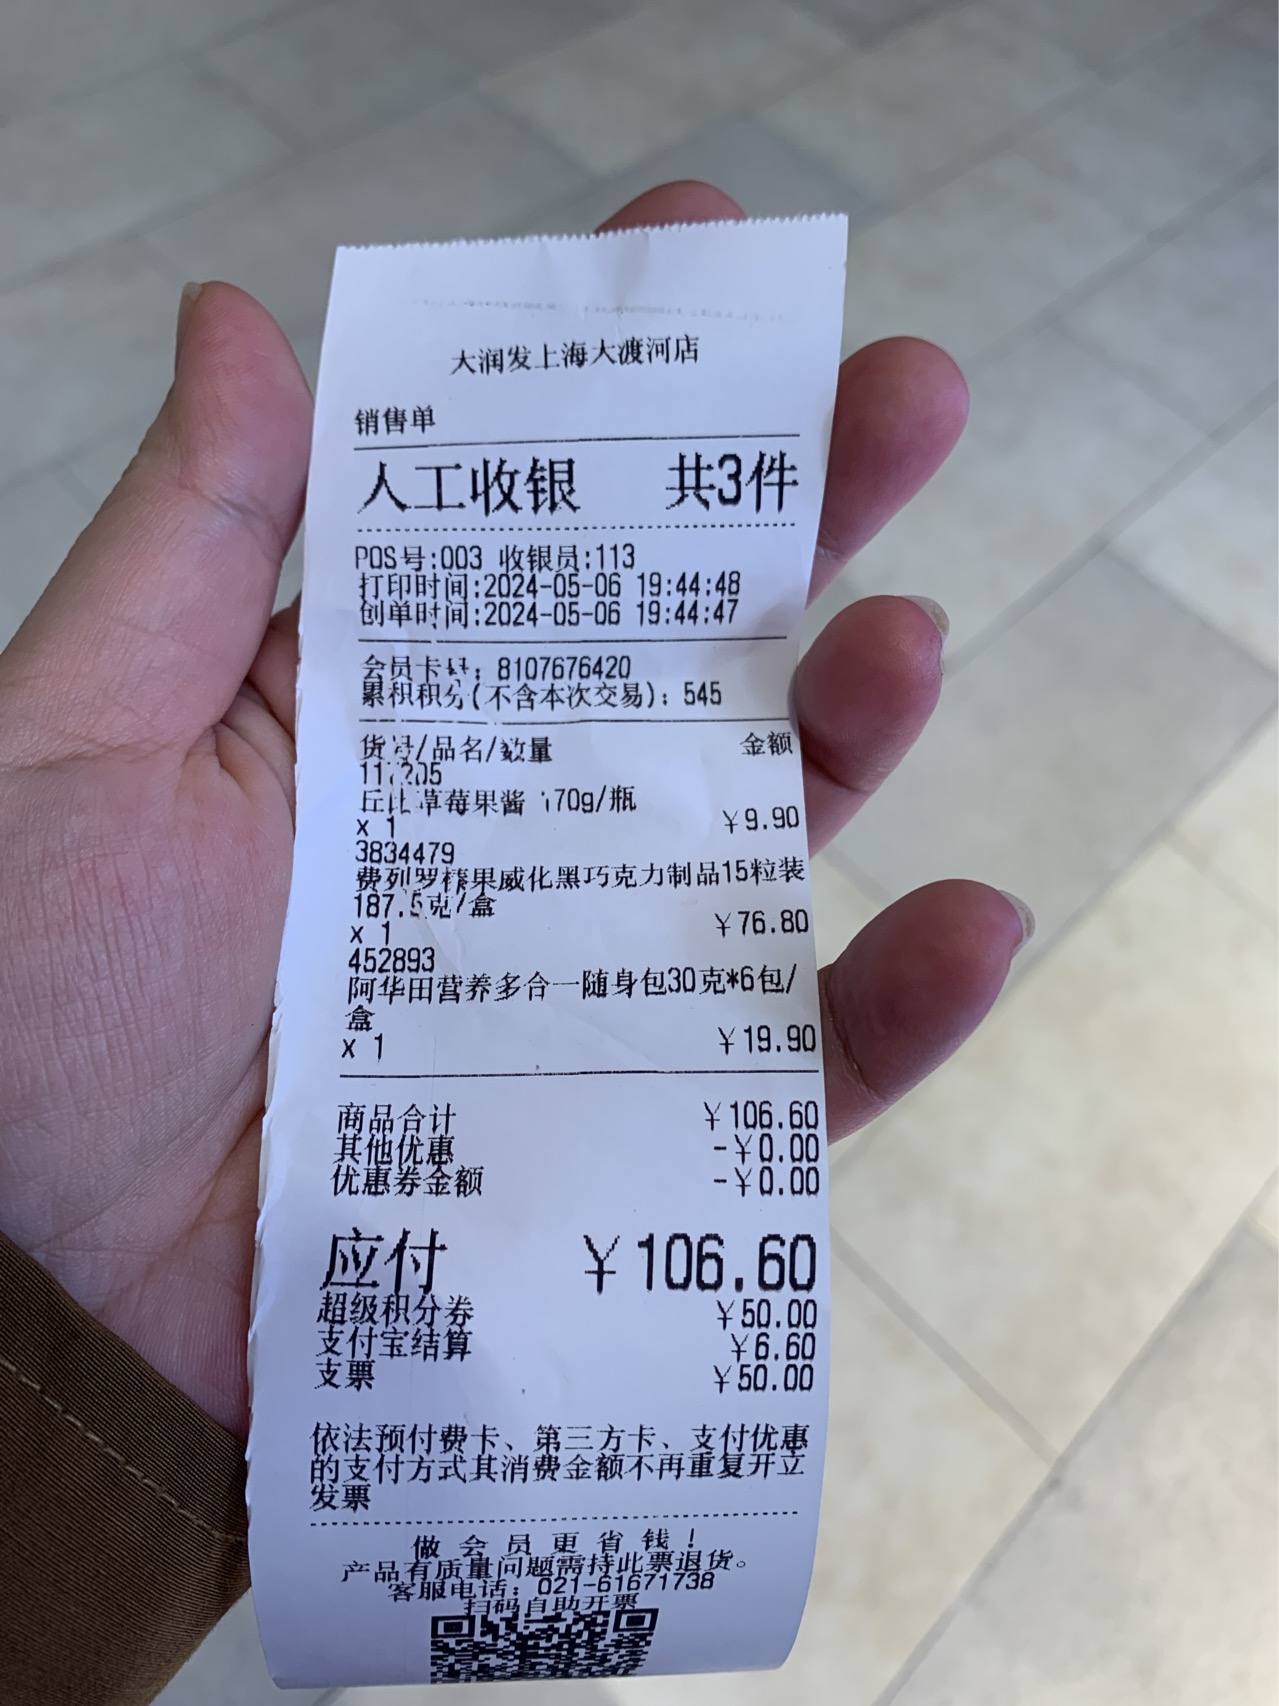 大润发上海大渡河店
销售单
人工收银 共3件
POS号:003 收银员:113
打印时间:2024-05-06 19:44:48
创单时间:2024-05-06 19:44:47
会员卡号: 8107676420
累积积分(不含本次交易): 545
货号/品名/数量 金额
丘比草莓果酱 170g/瓶
x 1 ￥9.90
3834479
费列罗榛果威化黑巧克力制品15粒装
187.5克/盒
x 1 ￥76.80
452893
阿华田营养多合一随身包30克*6包/
盒
x 1 ￥19.90
商品合计 ￥106.60
其他优惠 -￥0.00
优惠券金额 -￥0.00
应付 ￥106.60
超级积分券 ￥50.00
支付宝结算 ￥6.60
支票 ￥50.00
依法预付费卡、第三方卡、支付优惠
的支付方式其消费金额不再重复开立
发票
做会员更省钱!
产品有质量问题需持此票退货。
客服电话: 021-61671738
扫码自助开票